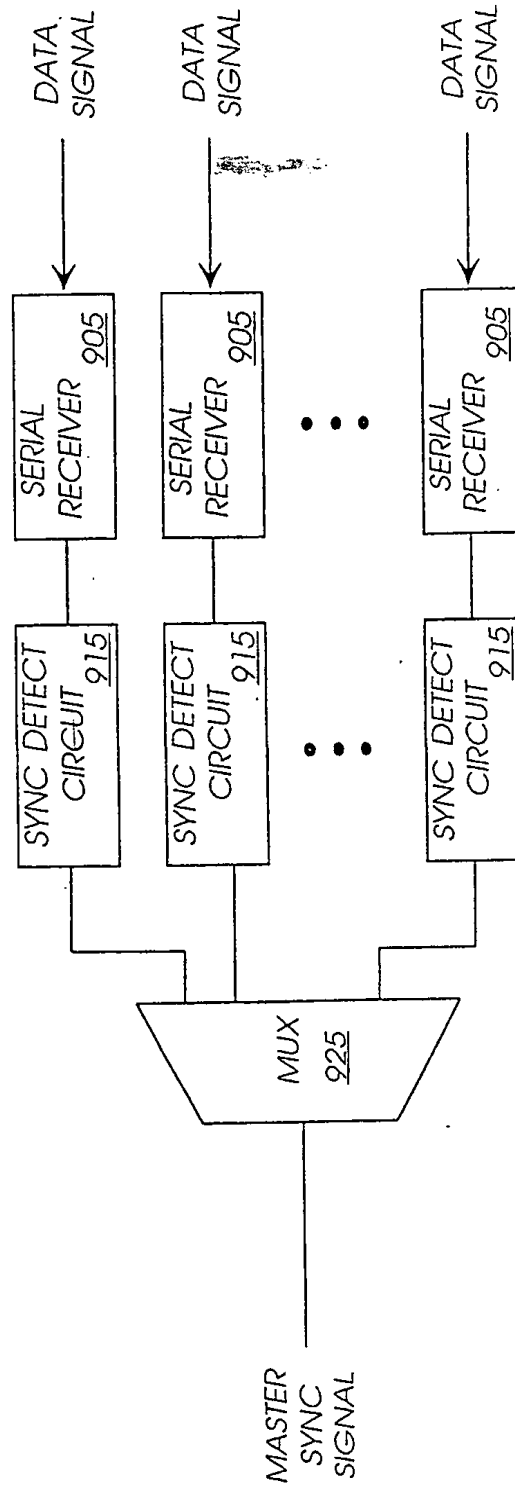 DATA
SIGNAL
SERIAL
RECEIVER
905
SYNC DETECT
CIRCUIT
915
DATA
SIGNAL
SERIAL
RECEIVER
905
SYNC DETECT
CIRCUIT
915
DATA
SIGNAL
SERIAL
RECEIVER
905
SYNC DETECT
CIRCUIT
915
MUX
925
MASTER
SYNC
SIGNAL